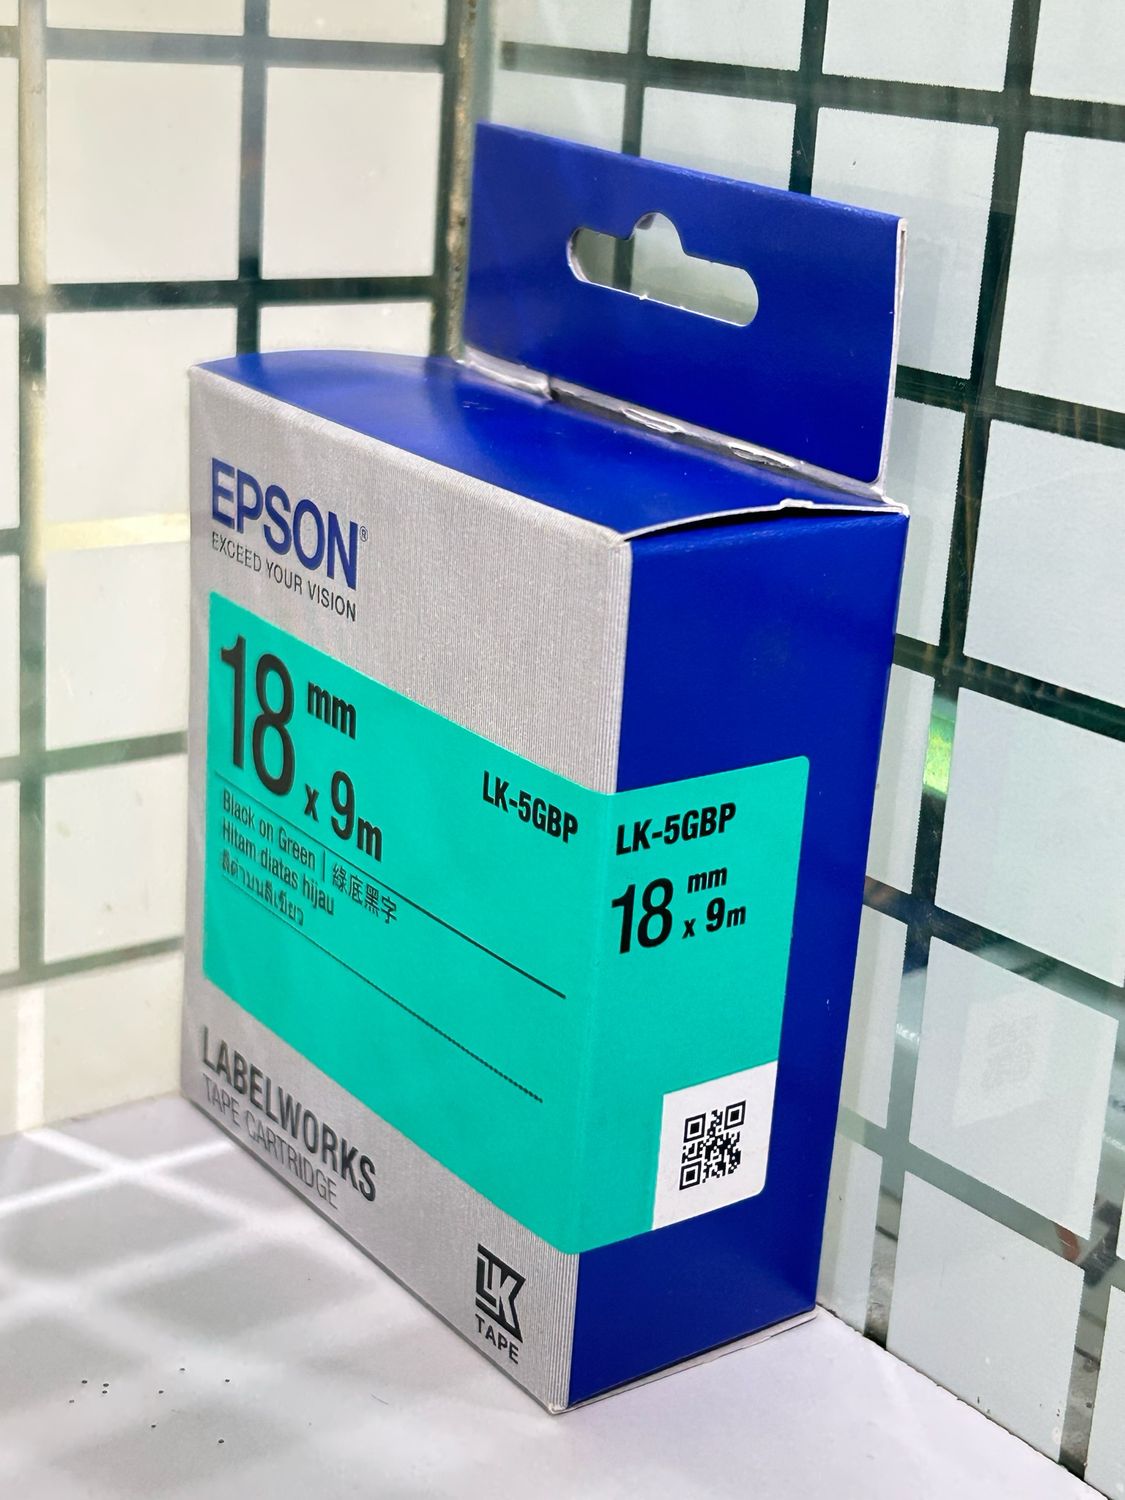 EPSON®
EXCEED YOUR VISION
18 mm
x 9m
LK-5GBP
Black on Green | 綠底黑字
Hitam diatas hijau
สีดำบนสีเขียว
LABELWORKS
TAPE CARTRIDGE
LK
TAPE
LK-5GBP
18 mm
x 9m